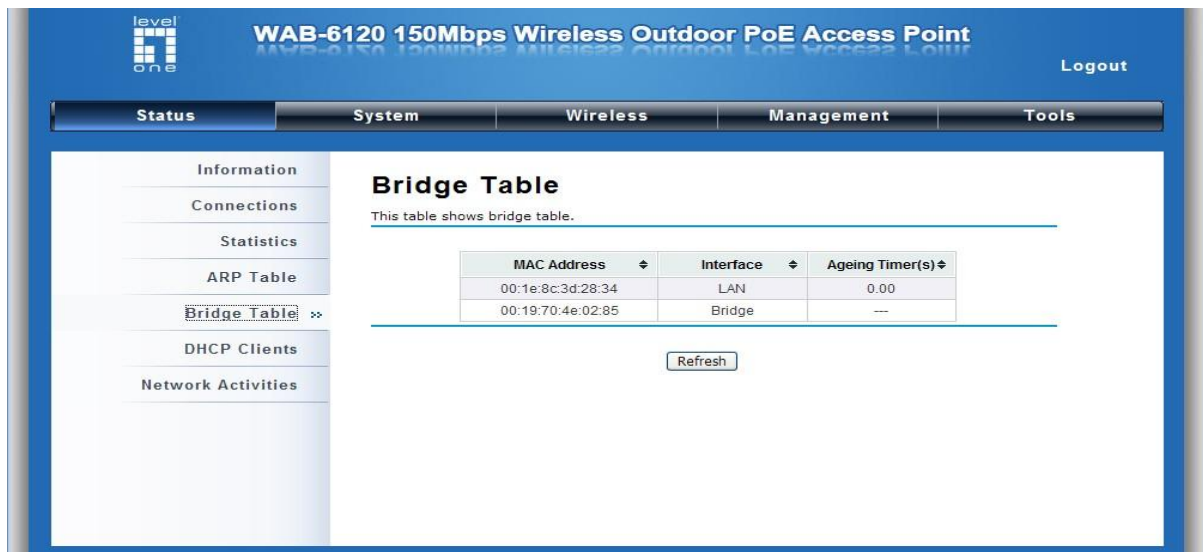 level
one
WAB-6120 150Mbps Wireless Outdoor PoE Access Point
Logout
Status System Wireless Management Tools
Information
Connections
Statistics
ARP Table
Bridge Table »
DHCP Clients
Network Activities
Bridge Table
This table shows bridge table.
MAC Address Interface Ageing Timer(s)
00:1e:8c:3d:28:34 LAN 0.00
00:19:70:4e:02:85 Bridge ---
Refresh